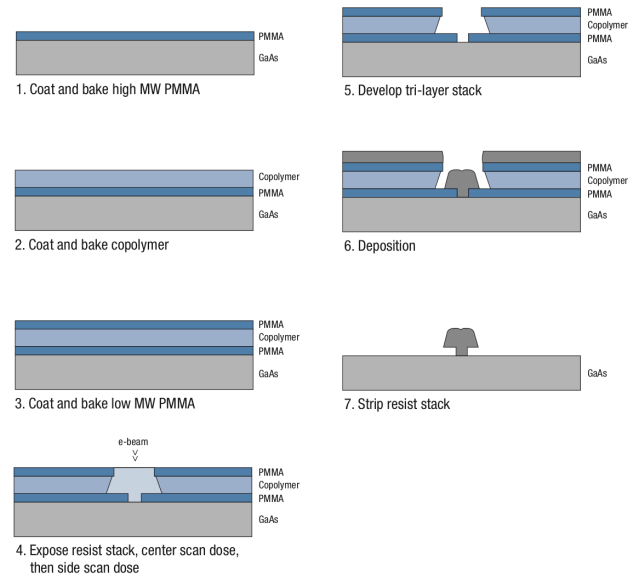 PMMA
GaAs
1. Coat and bake high MW PMMA
Copolymer
PMMA
GaAs
2. Coat and bake copolymer
PMMA
Copolymer
PMMA
GaAs
3. Coat and bake low MW PMMA
e-beam
PMMA
Copolymer
PMMA
GaAs
4. Expose resist stack, center scan dose,
then side scan dose
PMMA
Copolymer
PMMA
GaAs
5. Develop tri-layer stack
PMMA
Copolymer
PMMA
GaAs
6. Deposition
GaAs
7. Strip resist stack